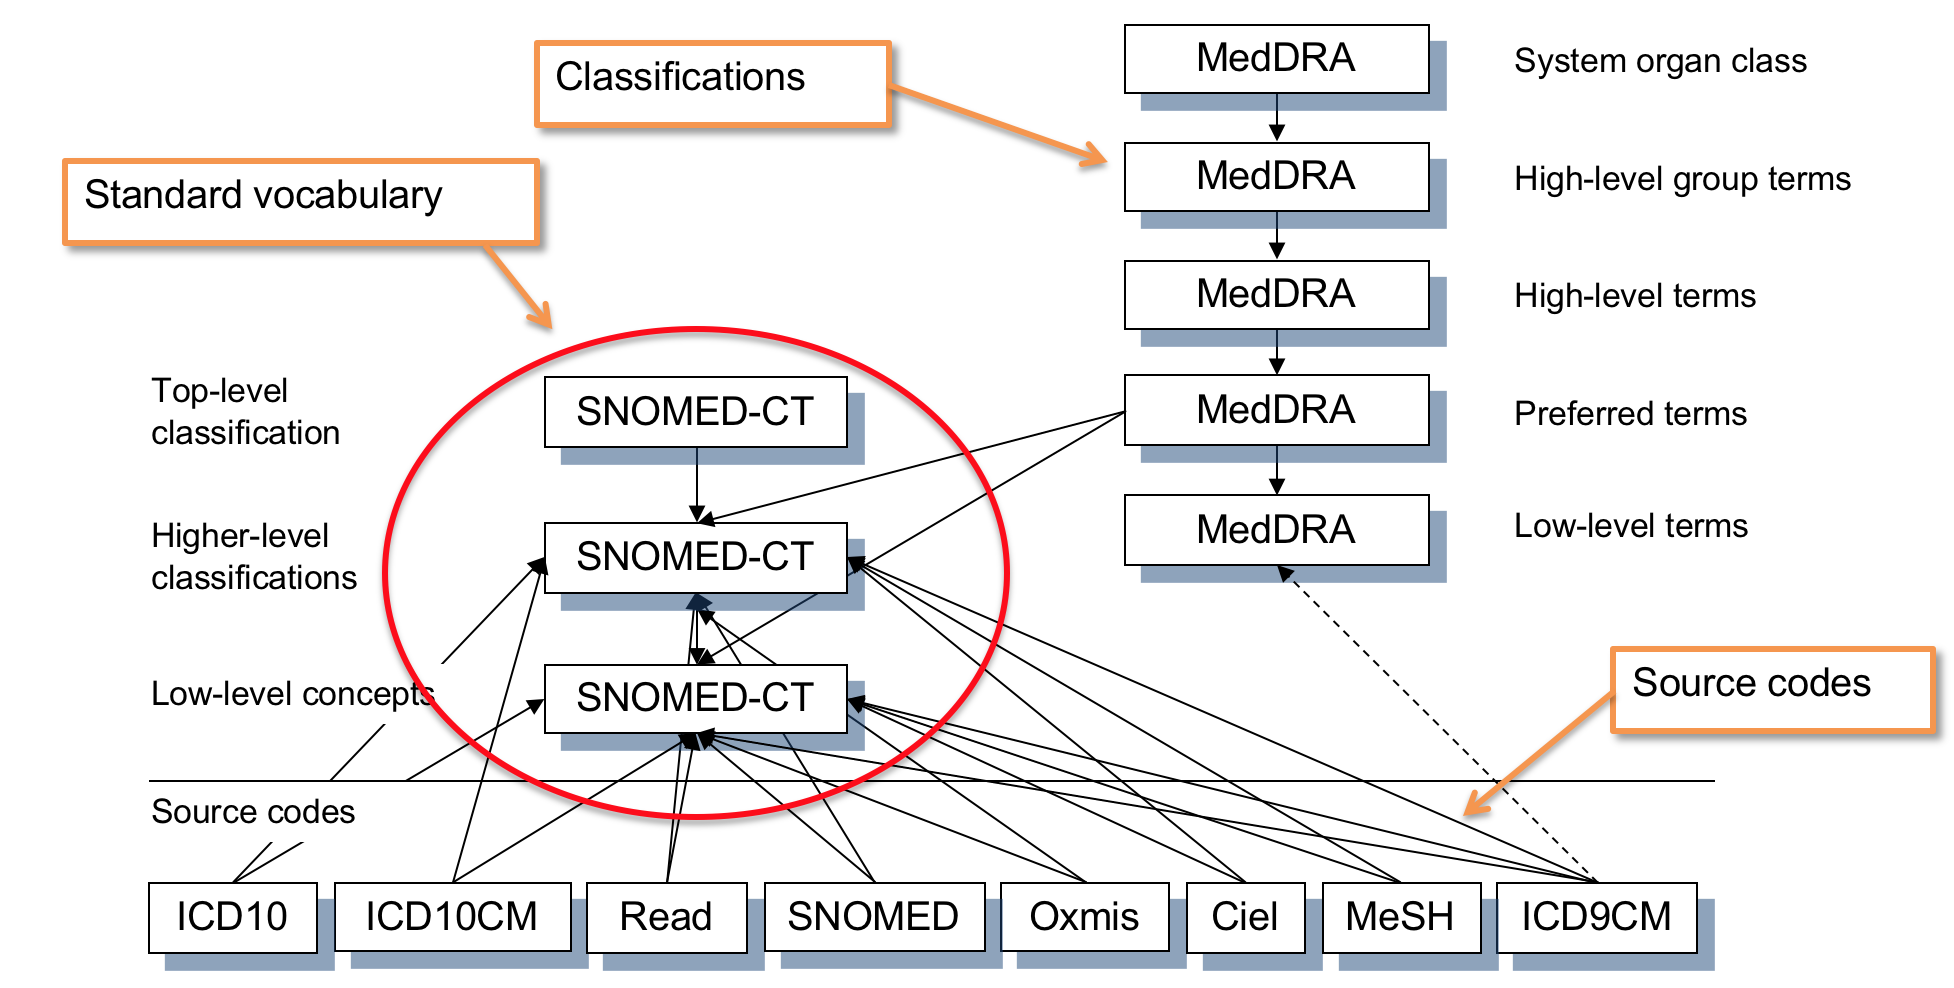 MedDRA
System organ class
Classifications
MedDRA
High-level group terms
Standard vocabulary
MedDRA
High-level terms
Top-level
classification
SNOMED-CT
MedDRA
Preferred terms
Higher-level
classifications
SNOMED-CT
MedDRA
Low-level terms
Low-level concepts
SNOMED-CT
Source codes
Source codes
ICD10
ICD10CM
Read
SNOMED
Oxmis
Ciel
MeSH
ICD9CM